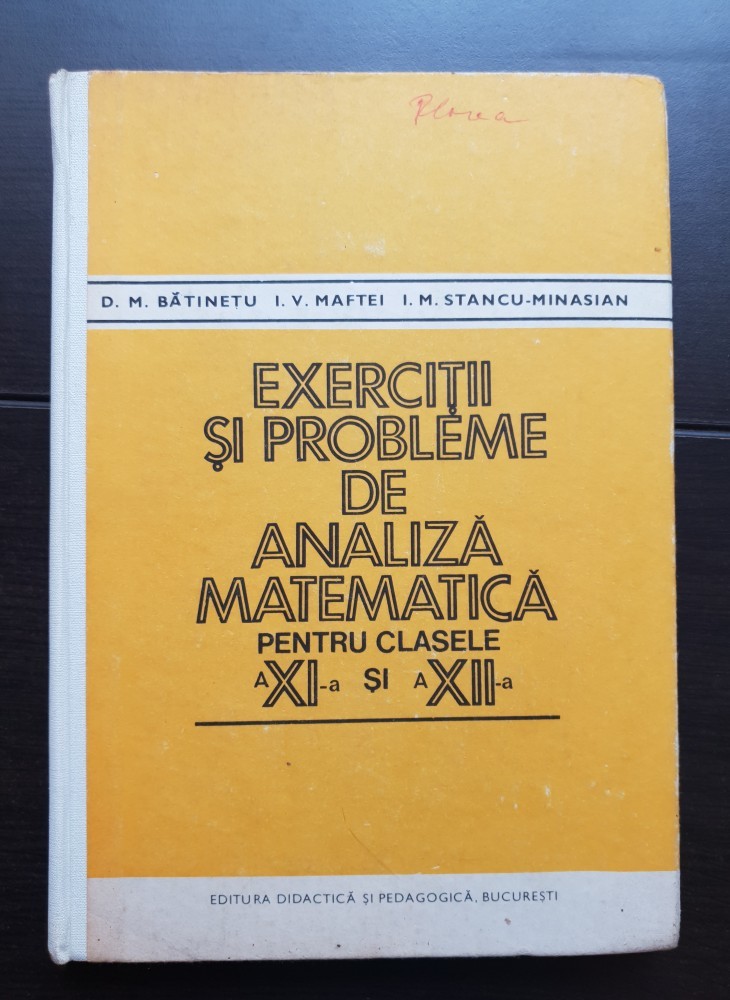 Florea
D. M. BĂTINEȚU I. V. MAFTEI I. M. STANCU-MINASIAN
EXERCIȚII
ȘI PROBLEME
DE
ANALIZĂ
MATEMATICĂ
PENTRU CLASELE
A XI-a ȘI A XII-a
EDITURA DIDACTICĂ ȘI PEDAGOGICĂ, BUCUREȘTI